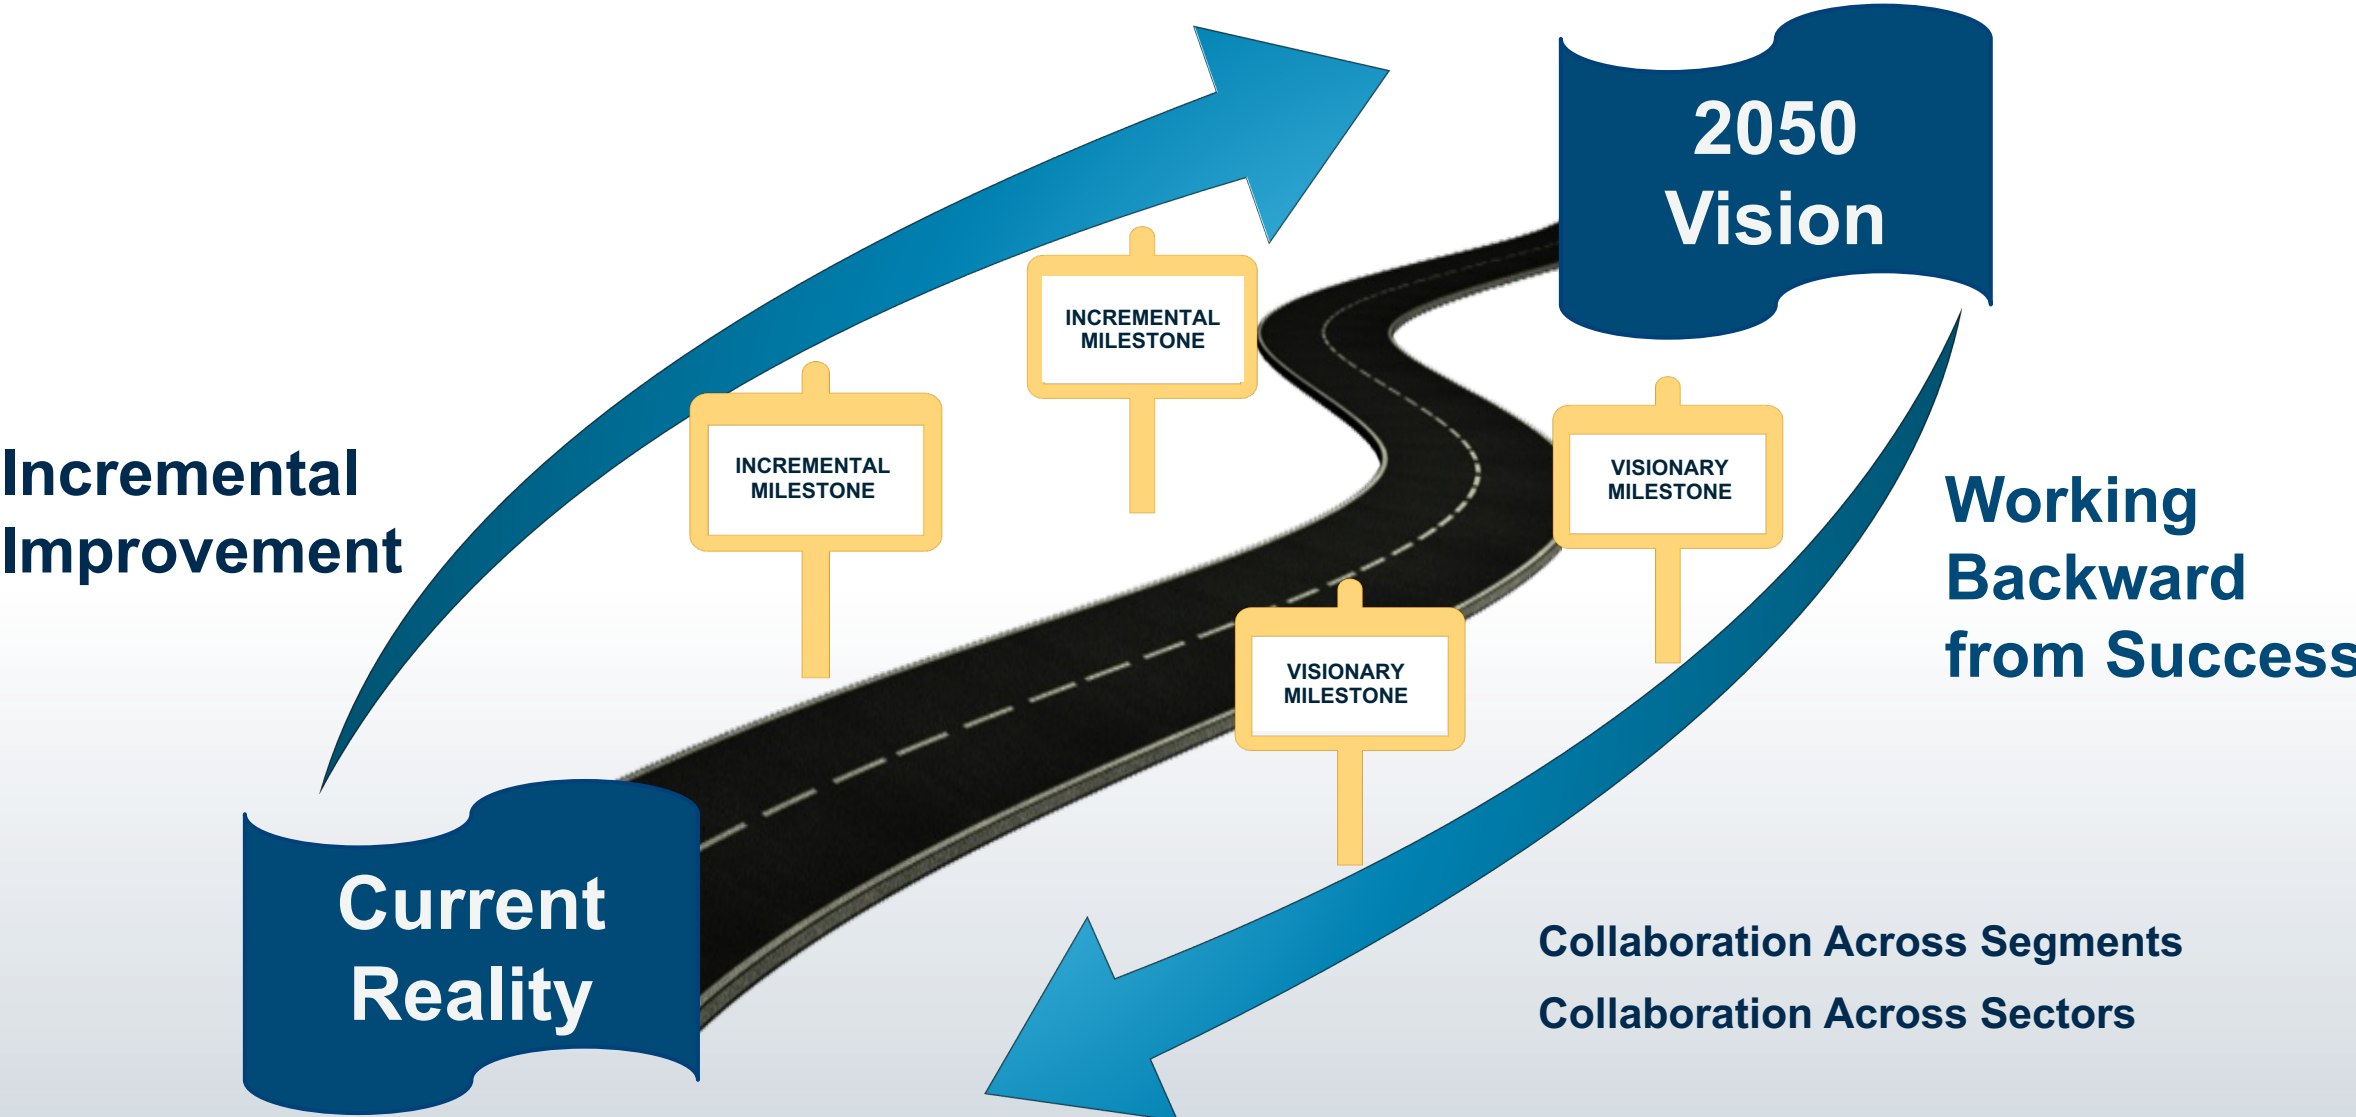 2050
Vision
INCREMENTAL
MILESTONE
INCREMENTAL
MILESTONE
VISIONARY
MILESTONE
Incremental
Improvement
Working
Backward
from Success
VISIONARY
MILESTONE
Current
Reality
Collaboration Across Segments
Collaboration Across Sectors